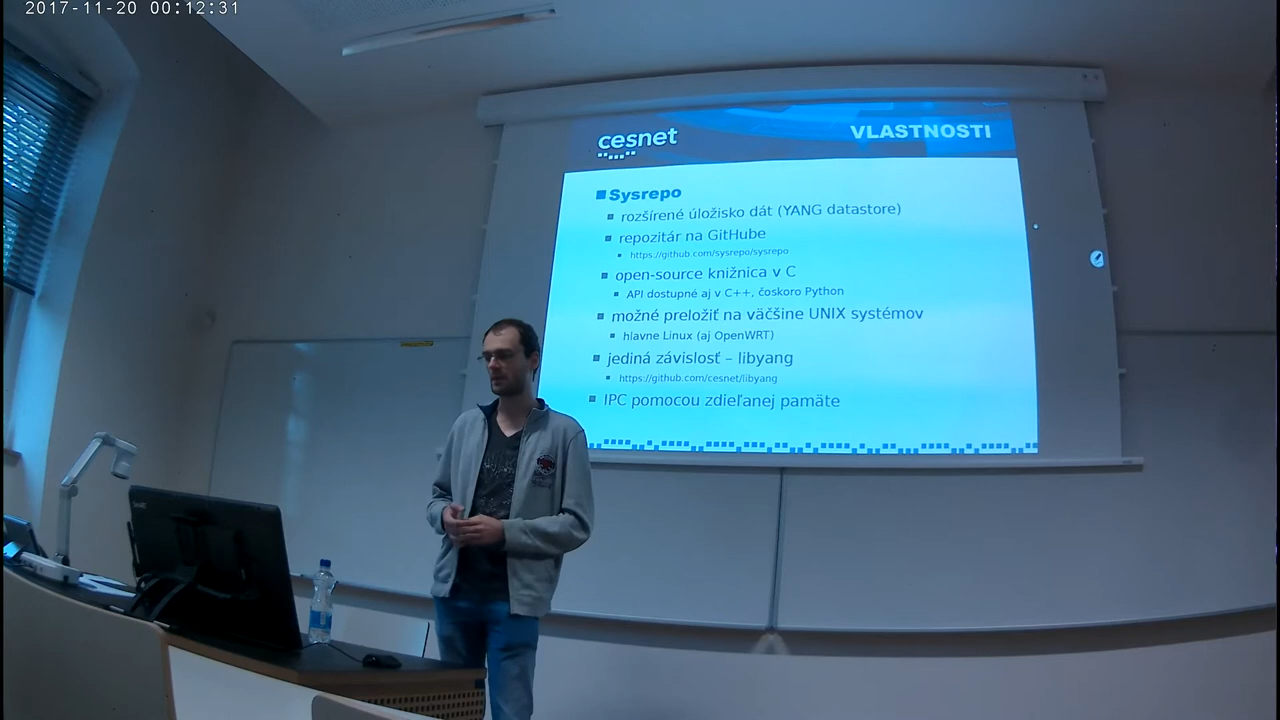 2017-11-20 00:12:31
cesnet
VLASTNOSTI
Sysrepo
rozšírené úložisko dát (YANG datastore)
repozitár na GitHube
https://github.com/sysrepo/sysrepo
open-source knižnica v C
API dostupné aj v C++, čoskoro Python
možné preložiť na väčšine UNIX systémov
hlavne Linux (aj OpenWRT)
jediná závislosť – libyang
https://github.com/cesnet/libyang
IPC pomocou zdieľanej pamäte